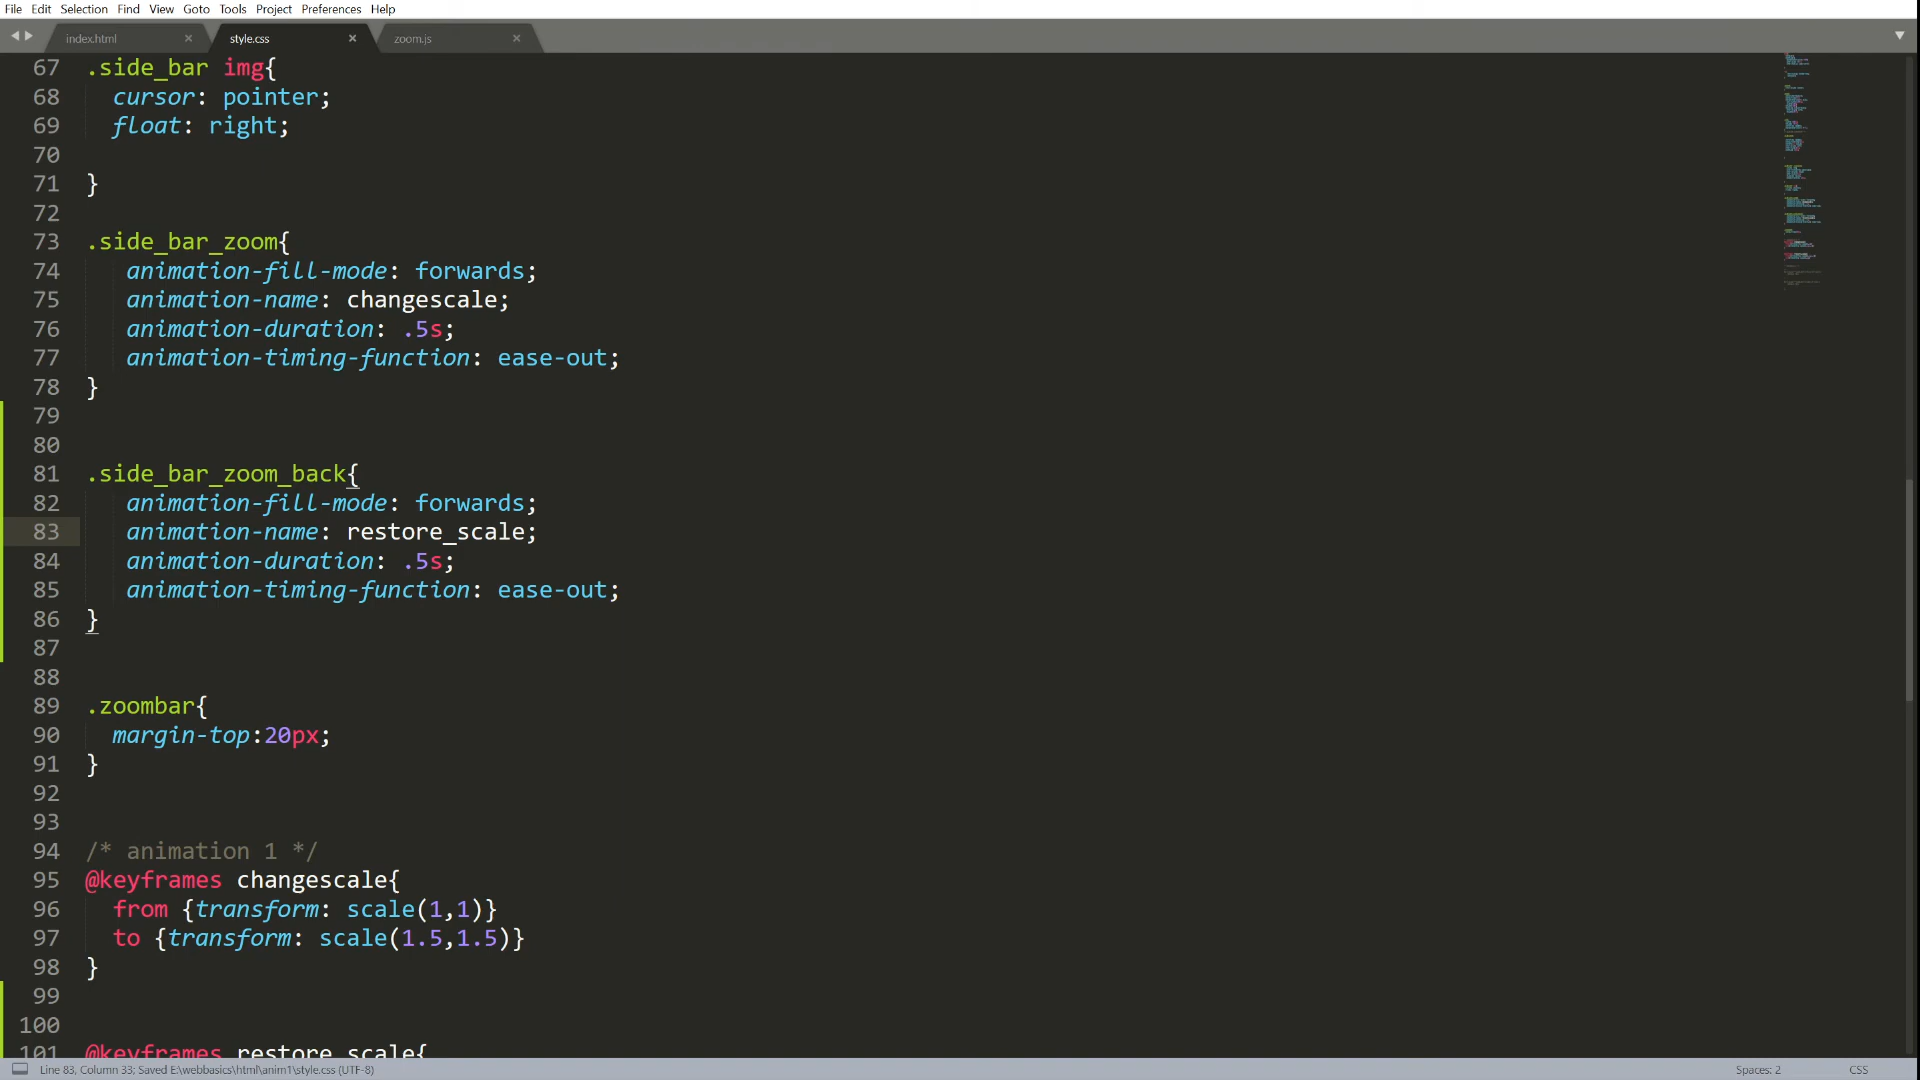 File Edit Selection Find View Goto Tools Project Preferences Help
index.html × style.css × zoom.js ×
67 .side_bar img{
68 cursor: pointer;
69 float: right;
70
71 }
72
73 .side_bar_zoom{
74 animation-fill-mode: forwards;
75 animation-name: changescale;
76 animation-duration: .5s;
77 animation-timing-function: ease-out;
78 }
79
80
81 .side_bar_zoom_back{
82 animation-fill-mode: forwards;
83 animation-name: restore_scale;
84 animation-duration: .5s;
85 animation-timing-function: ease-out;
86 }
87
88
89 .zoombar{
90 margin-top:20px;
91 }
92
93
94 /* animation 1 */
95 @keyframes changescale{
96 from {transform: scale(1,1)}
97 to {transform: scale(1.5,1.5)}
98 }
99
100
101 @keyframes restore_scale{
Line 83, Column 33; Saved E:\webbasics\html\anim1\style.css (UTF-8) Spaces: 2 CSS